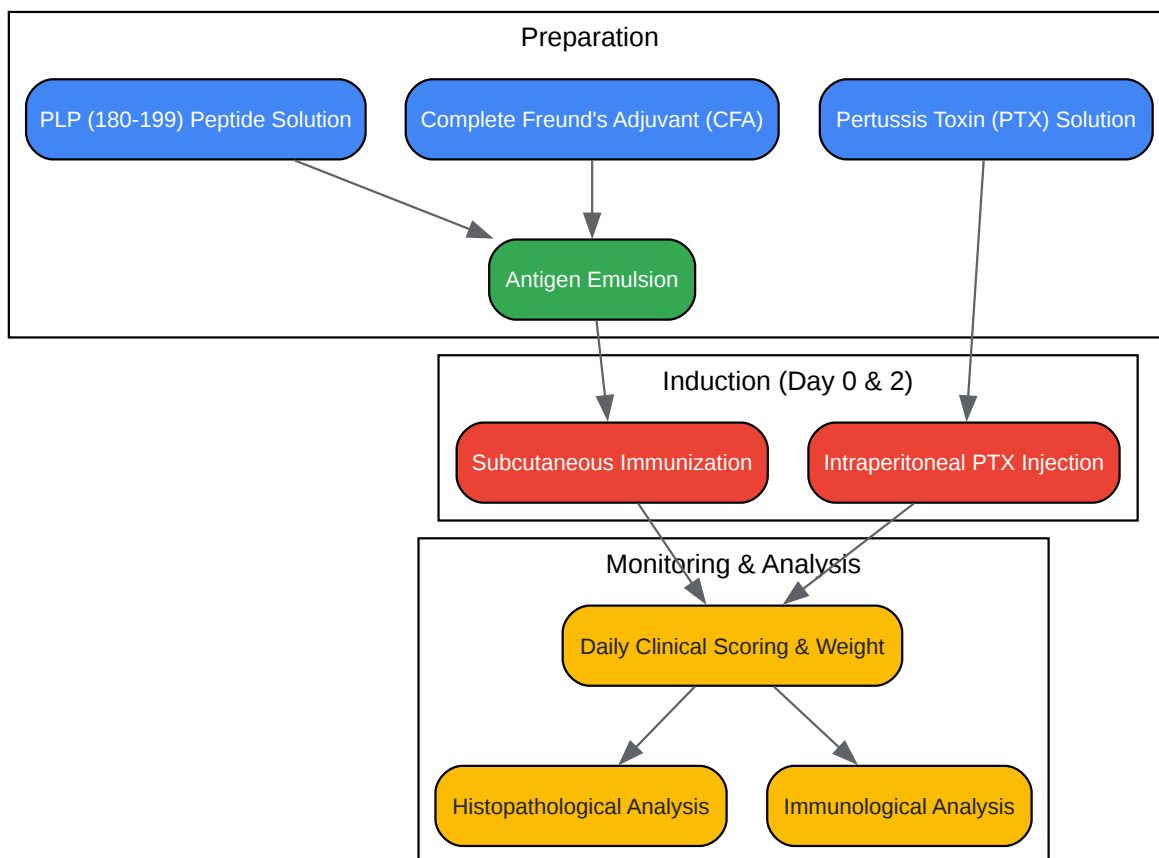 Preparation
PLP (180-199) Peptide Solution
Complete Freund's Adjuvant (CFA)
Pertussis Toxin (PTX) Solution
Antigen Emulsion
Induction (Day 0 & 2)
Subcutaneous Immunization
Intraperitoneal PTX Injection
Monitoring & Analysis
Daily Clinical Scoring & Weight
Histopathological Analysis
Immunological Analysis